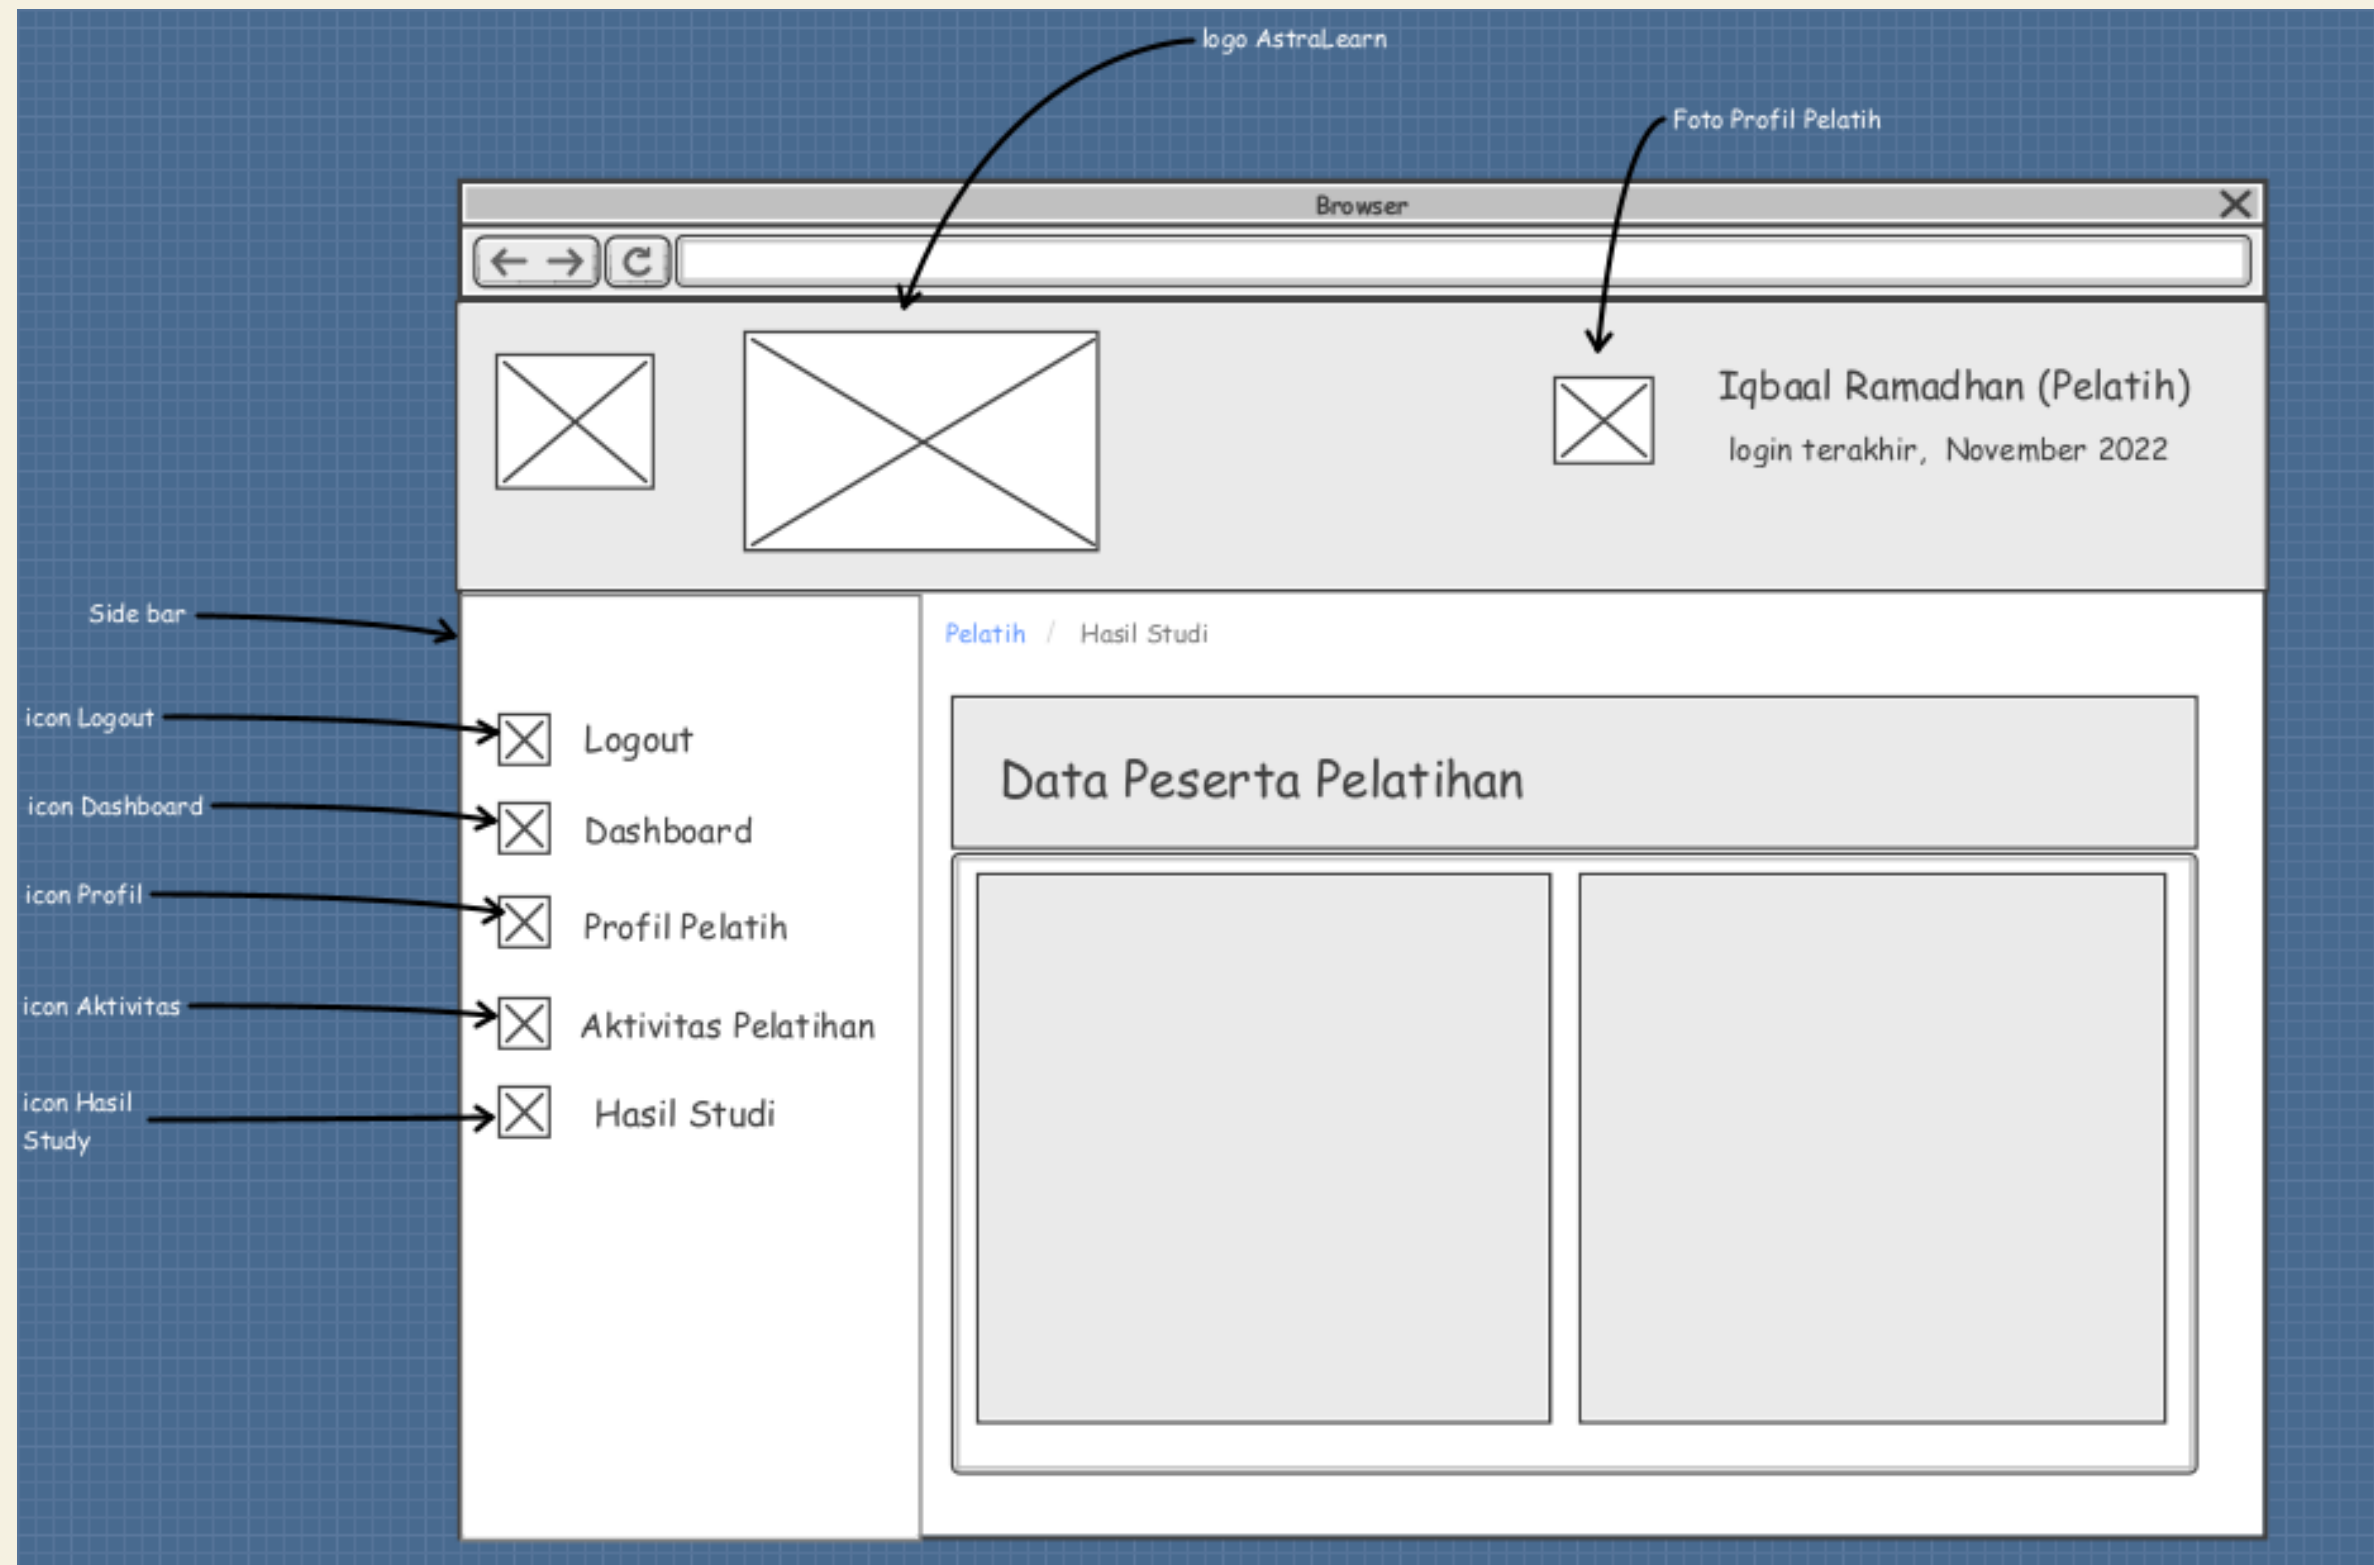 logo AstraLearn
Foto Profil Pelatih
Browser
Iqbaal Ramadhan (Pelatih)
login terakhir, November 2022
Side bar
Pelatih / Hasil Studi
icon Logout
Logout
Data Peserta Pelatihan
icon Dashboard
Dashboard
icon Profil
Profil Pelatih
icon Aktivitas
Aktivitas Pelatihan
icon Hasil
Study
Hasil Studi